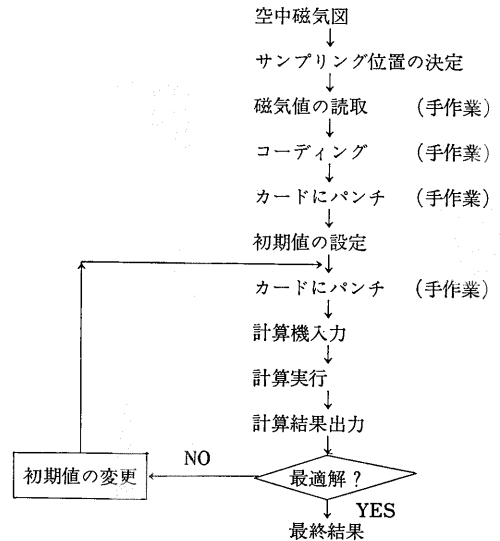 空中磁気図
サンプリング位置の決定
磁気値の読取 (手作業)
コーディング (手作業)
カードにパンチ (手作業)
初期値の設定
カードにパンチ (手作業)
計算機入力
計算実行
計算結果出力
最適解?
NO
初期値の変更
YES
最終結果